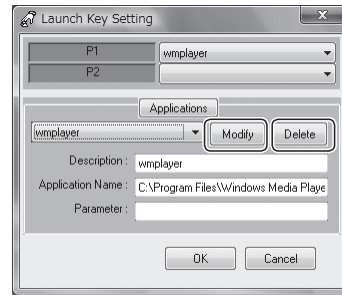 Launch Key Setting
P1 wmplayer
P2
Applications
wmplayer Modify Delete
Description : wmplayer
Application Name : C:\Program Files\Windows Media Playe
Parameter :
OK Cancel